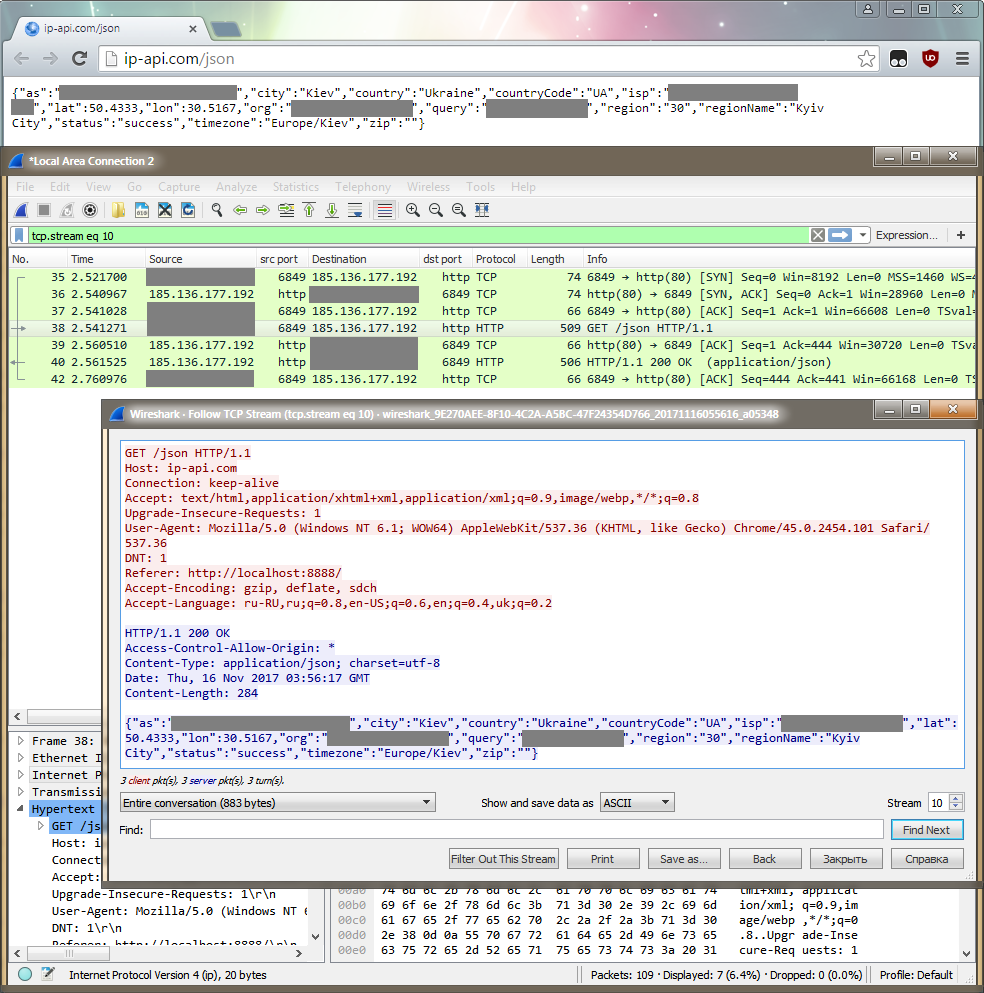 ip-api.com/json
ip-api.com/json
{"as":" ","city":"Kiev","country":"Ukraine","countryCode":"UA","isp":"
","lat":50.4333,"lon":30.5167,"org":" ","query":" ","region":"30","regionName":"Kyiv
City","status":"success","timezone":"Europe/Kiev","zip":""}
*Local Area Connection 2
File Edit View Go Capture Analyze Statistics Telephony Wireless Tools Help
tcp.stream eq 10 Expression... +
No. Time Source src port Destination dst port Protocol Length Info
35 2.521700 6849 185.136.177.192 http TCP 74 6849 → http(80) [SYN] Seq=0 Win=8192 Len=0 MSS=1460 WS=4
36 2.540967 185.136.177.192 http 6849 TCP 74 http(80) → 6849 [SYN, ACK] Seq=0 Ack=1 Win=28960 Len=0 M
37 2.541028 6849 185.136.177.192 http TCP 66 6849 → http(80) [ACK] Seq=1 Ack=1 Win=66608 Len=0 TSval=
38 2.541271 6849 185.136.177.192 http HTTP 509 GET /json HTTP/1.1
39 2.560510 185.136.177.192 http 6849 TCP 66 http(80) → 6849 [ACK] Seq=1 Ack=444 Win=30720 Len=0 TSv
40 2.561525 185.136.177.192 http 6849 HTTP 506 HTTP/1.1 200 OK (application/json)
42 2.760976 6849 185.136.177.192 http TCP 66 6849 → http(80) [ACK] Seq=444 Ack=441 Win=66168 Len=0 T
Wireshark · Follow TCP Stream (tcp.stream eq 10) · wireshark_9E270AEE-8F10-4C2A-A5BC-47F24354D766_20171116055616_a05348
GET /json HTTP/1.1
Host: ip-api.com
Connection: keep-alive
Accept: text/html,application/xhtml+xml,application/xml;q=0.9,image/webp,*/*;q=0.8
Upgrade-Insecure-Requests: 1
User-Agent: Mozilla/5.0 (Windows NT 6.1; WOW64) AppleWebKit/537.36 (KHTML, like Gecko) Chrome/45.0.2454.101 Safari/
537.36
DNT: 1
Referer: http://localhost:8888/
Accept-Encoding: gzip, deflate, sdch
Accept-Language: ru-RU,ru;q=0.8,en-US;q=0.6,en;q=0.4,uk;q=0.2
HTTP/1.1 200 OK
Access-Control-Allow-Origin: *
Content-Type: application/json; charset=utf-8
Date: Thu, 16 Nov 2017 03:56:17 GMT
Content-Length: 284
{"as":" ","city":"Kiev","country":"Ukraine","countryCode":"UA","isp":" ","lat":
50.4333,"lon":30.5167,"org":" ","query":" ","region":"30","regionName":"Kyiv
City","status":"success","timezone":"Europe/Kiev","zip":""}
3 client pkt(s), 3 server pkt(s), 3 turn(s).
Entire conversation (883 bytes) Show and save data as ASCII Stream 10
Find: Find Next
Filter Out This Stream Print Save as... Back Закрыть Справка
Frame 38:
Ethernet I
Internet P
Transmissi
Hypertext
GET /js
Host: i
Connect
Accept:
Upgrade-Insecure-Requests: 1\r\n
User-Agent: Mozilla/5.0 (Windows NT 6
DNT: 1\r\n
Referer: http://localhost:8888/\r\n
00a0 74 6d 6c 2b 78 6d 6c 2c 61 70 70 6c 69 63 61 74 tml+xml, applicat
00b0 69 6f 6e 2f 78 6d 6c 3b 71 3d 30 2e 39 2c 69 6d ion/xml; q=0.9,im
00c0 61 67 65 2f 77 65 62 70 2c 2a 2f 2a 3b 71 3d 30 age/webp ,*/*;q=0
00d0 2e 38 0d 0a 55 70 67 72 61 64 65 2d 49 6e 73 65 .8..Upgr ade-Inse
00e0 63 75 72 65 2d 52 65 71 75 65 73 74 73 3a 20 31 cure-Req uests: 1
Internet Protocol Version 4 (ip), 20 bytes Packets: 109 · Displayed: 7 (6.4%) · Dropped: 0 (0.0%) Profile: Default